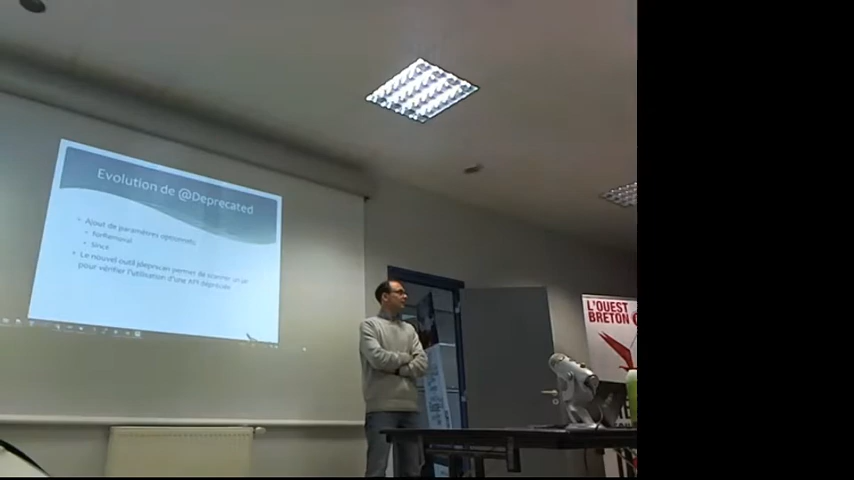 Evolution de @Deprecated
Ajout de paramètres optionnels
forRemoval
since
Le nouvel outil jdeprscan permet de scanner un jar
pour vérifier l'utilisation d'une API dépréciée
L'OUEST
BRETON